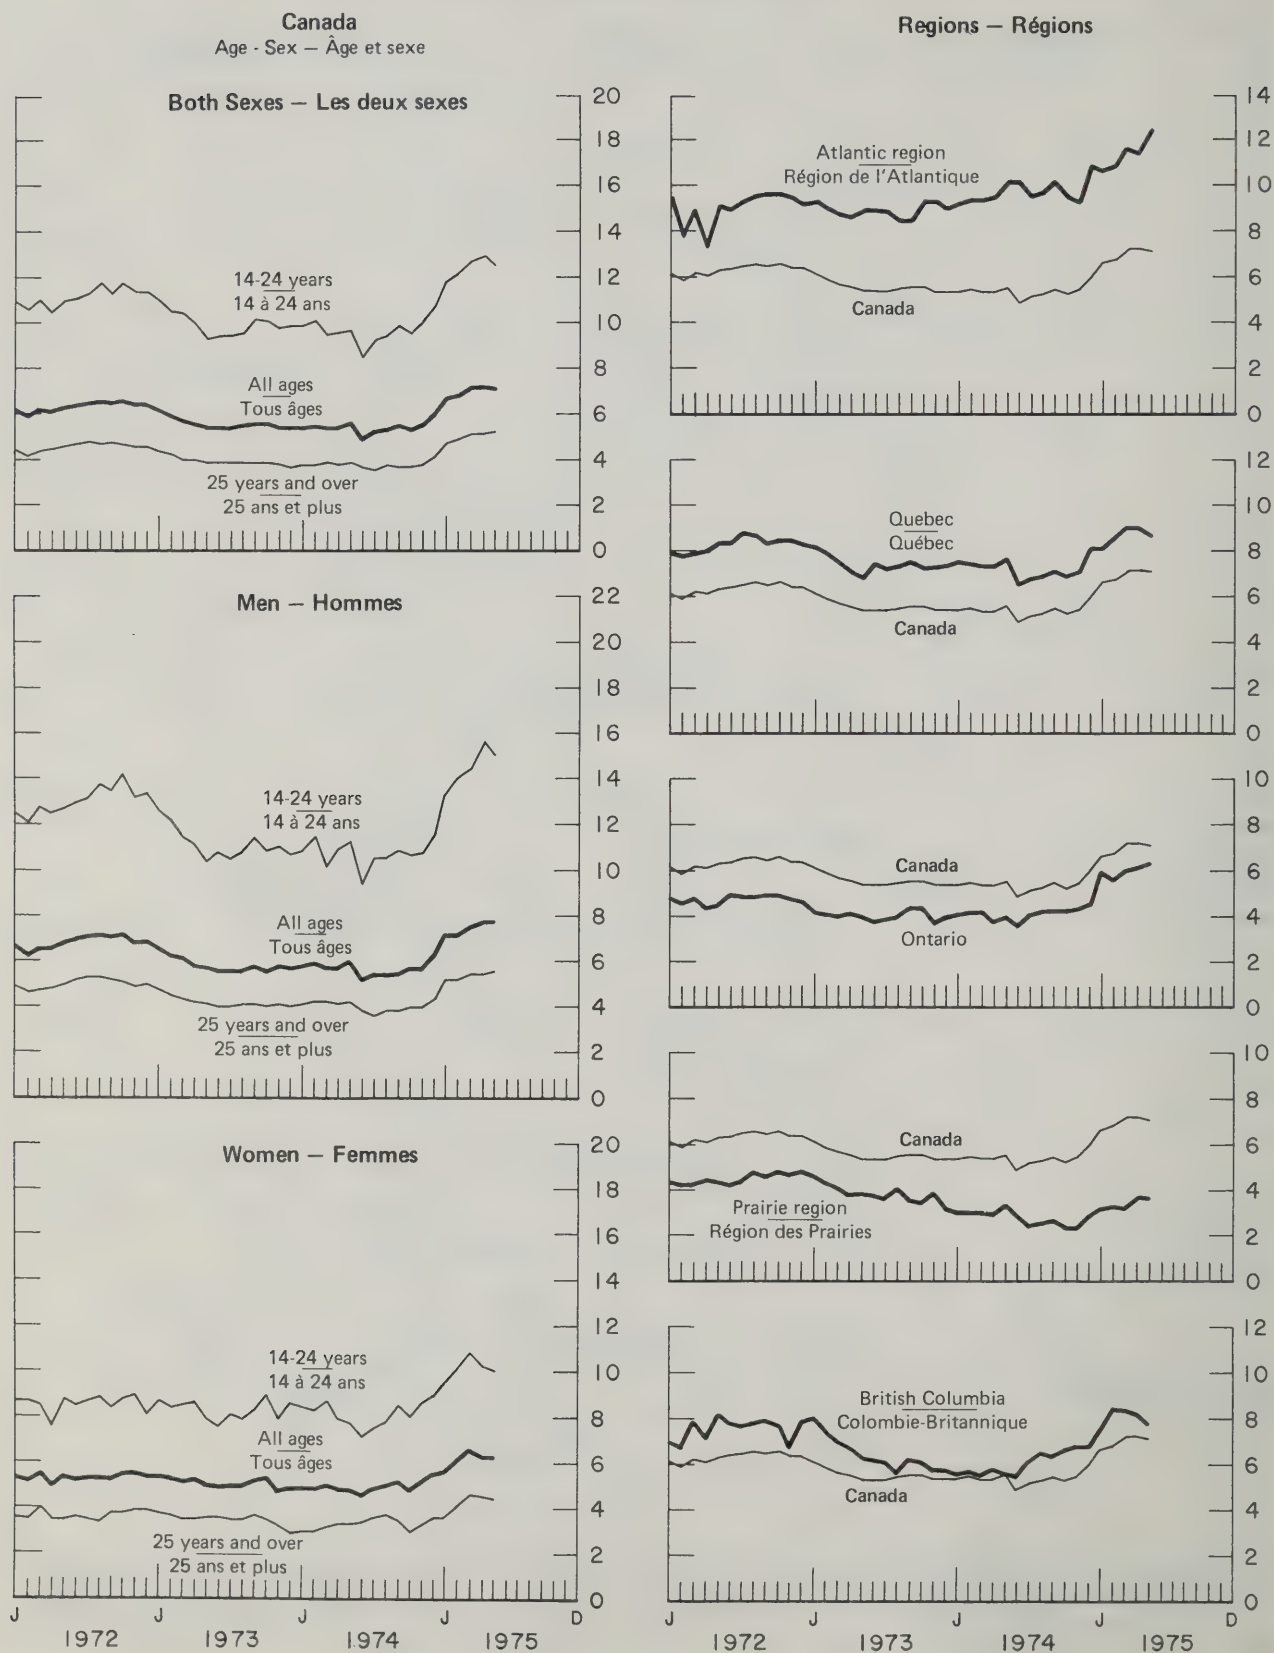 Canada
Age - Sex — Âge et sexe
Both Sexes — Les deux sexes
20
18
16
14
12
10
8
6
4
2
0
14-24 years
14 à 24 ans
All ages
Tous âges
25 years and over
25 ans et plus
Men — Hommes
22
20
18
16
14
12
10
8
6
4
2
0
14-24 years
14 à 24 ans
All ages
Tous âges
25 years and over
25 ans et plus
Women — Femmes
20
18
16
14
12
10
8
6
4
2
0
14-24 years
14 à 24 ans
All ages
Tous âges
25 years and over
25 ans et plus
J J J J D
1972 1973 1974 1975
Regions — Régions
14
12
10
8
6
4
2
0
Atlantic region
Région de l'Atlantique
Canada
12
10
8
6
4
2
0
Quebec
Québec
Canada
10
8
6
4
2
0
Canada
Ontario
10
8
6
4
2
0
Canada
Prairie region
Région des Prairies
12
10
8
6
4
2
0
British Columbia
Colombie-Britannique
Canada
J J J J D
1972 1973 1974 1975